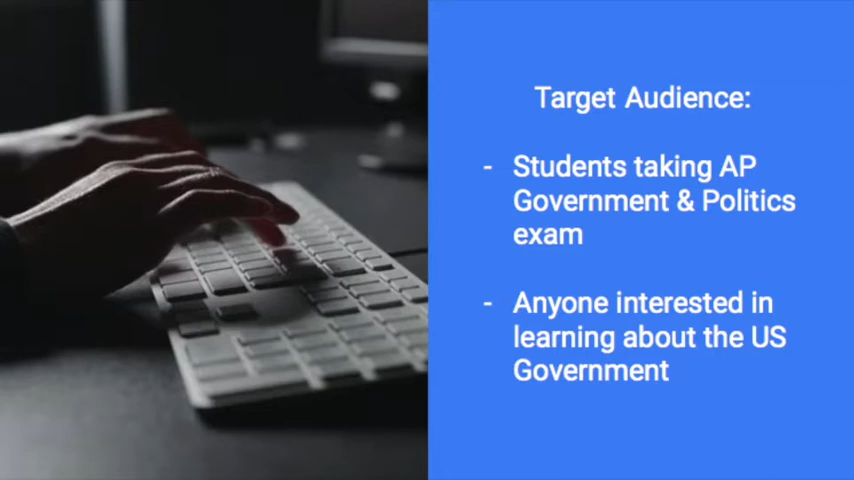 Target Audience:
- Students taking AP
Government & Politics
exam
- Anyone interested in
learning about the US
Government